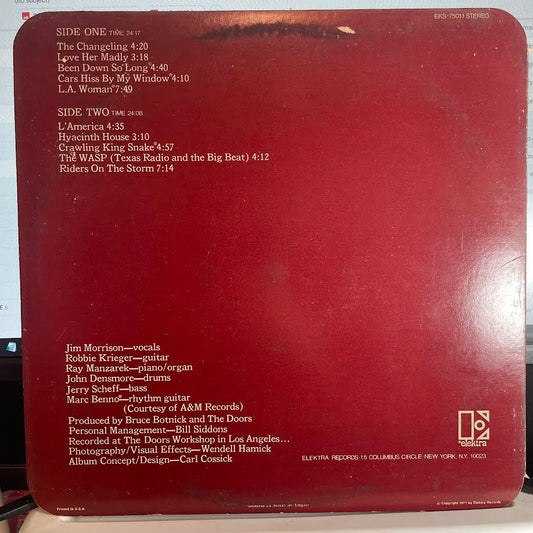 EKS-75011 STEREO
SIDE ONE TIME 24:17
The Changeling 4:20
Love Her Madly 3:18
Been Down So Long* 4:40
Cars Hiss By My Window* 4:10
L.A. Woman* 7:49
SIDE TWO TIME 24:08
L'America 4:35
Hyacinth House 3:10
Crawling King Snake* 4:57
The WASP (Texas Radio and the Big Beat) 4:12
Riders On The Storm 7:14
Jim Morrison—vocals
Robbie Krieger—guitar
Ray Manzarek—piano/organ
John Densmore—drums
Jerry Scheff—bass
Marc Benno*—rhythm guitar
(Courtesy of A&M Records)
Produced by Bruce Botnick and The Doors
Personal Management—Bill Siddons
Recorded at The Doors Workshop in Los Angeles...
Photography/Visual Effects—Wendell Hamick
Album Concept/Design—Carl Cossick
elektra
ELEKTRA RECORDS·15 COLUMBUS CIRCLE·NEW YORK, N.Y. 10023
Printed in U.S.A.
© Copyright 1971 by Elektra Records